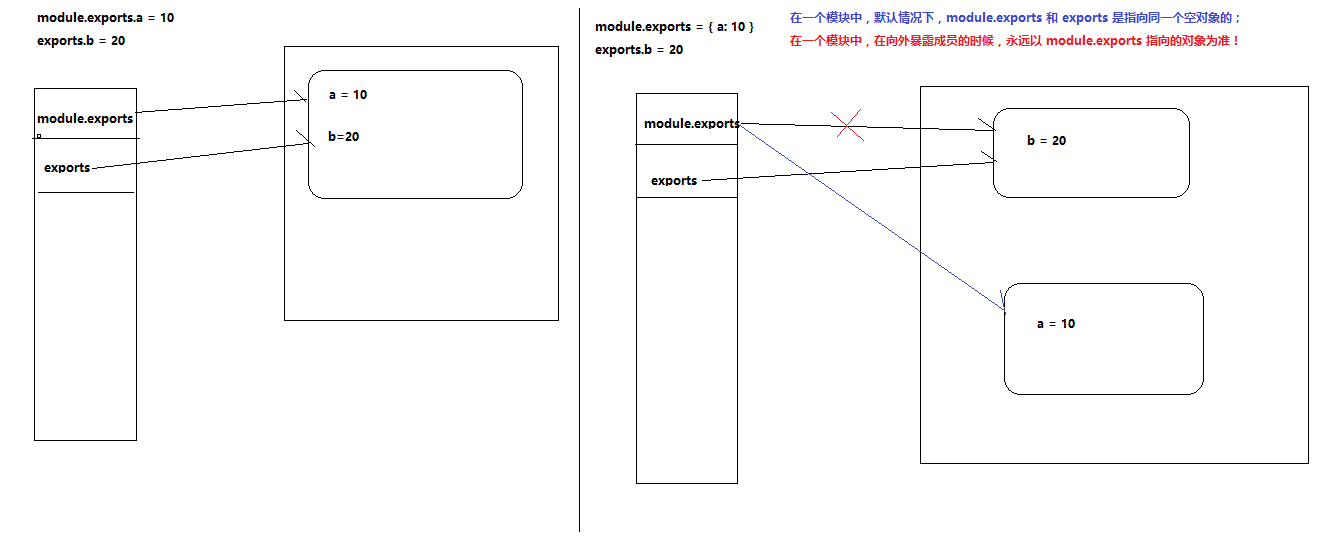 module.exports.a = 10
exports.b = 20
module.exports
exports
a = 10
b=20
module.exports = { a: 10 }
exports.b = 20
在一个模块中，默认情况下，module.exports 和 exports 是指向同一个空对象的；
在一个模块中，在向外暴露成员的时候，永远以 module.exports 指向的对象为准！
module.exports
exports
b = 20
a = 10